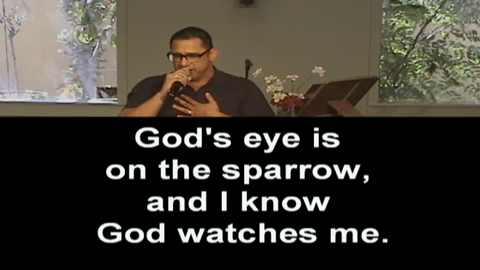 God's eye is
on the sparrow,
and I know
God watches me.